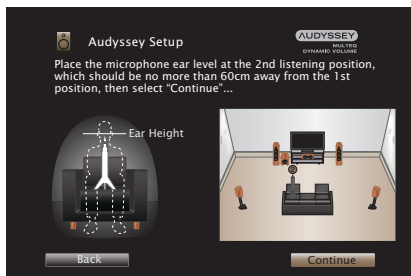 Audyssey Setup
AUDYSSEY
MULTEQ
DYNAMIC VOLUME
Place the microphone ear level at the 2nd listening position,
which should be no more than 60cm away from the 1st
position, then select “Continue”...
Ear Height
Back
Continue